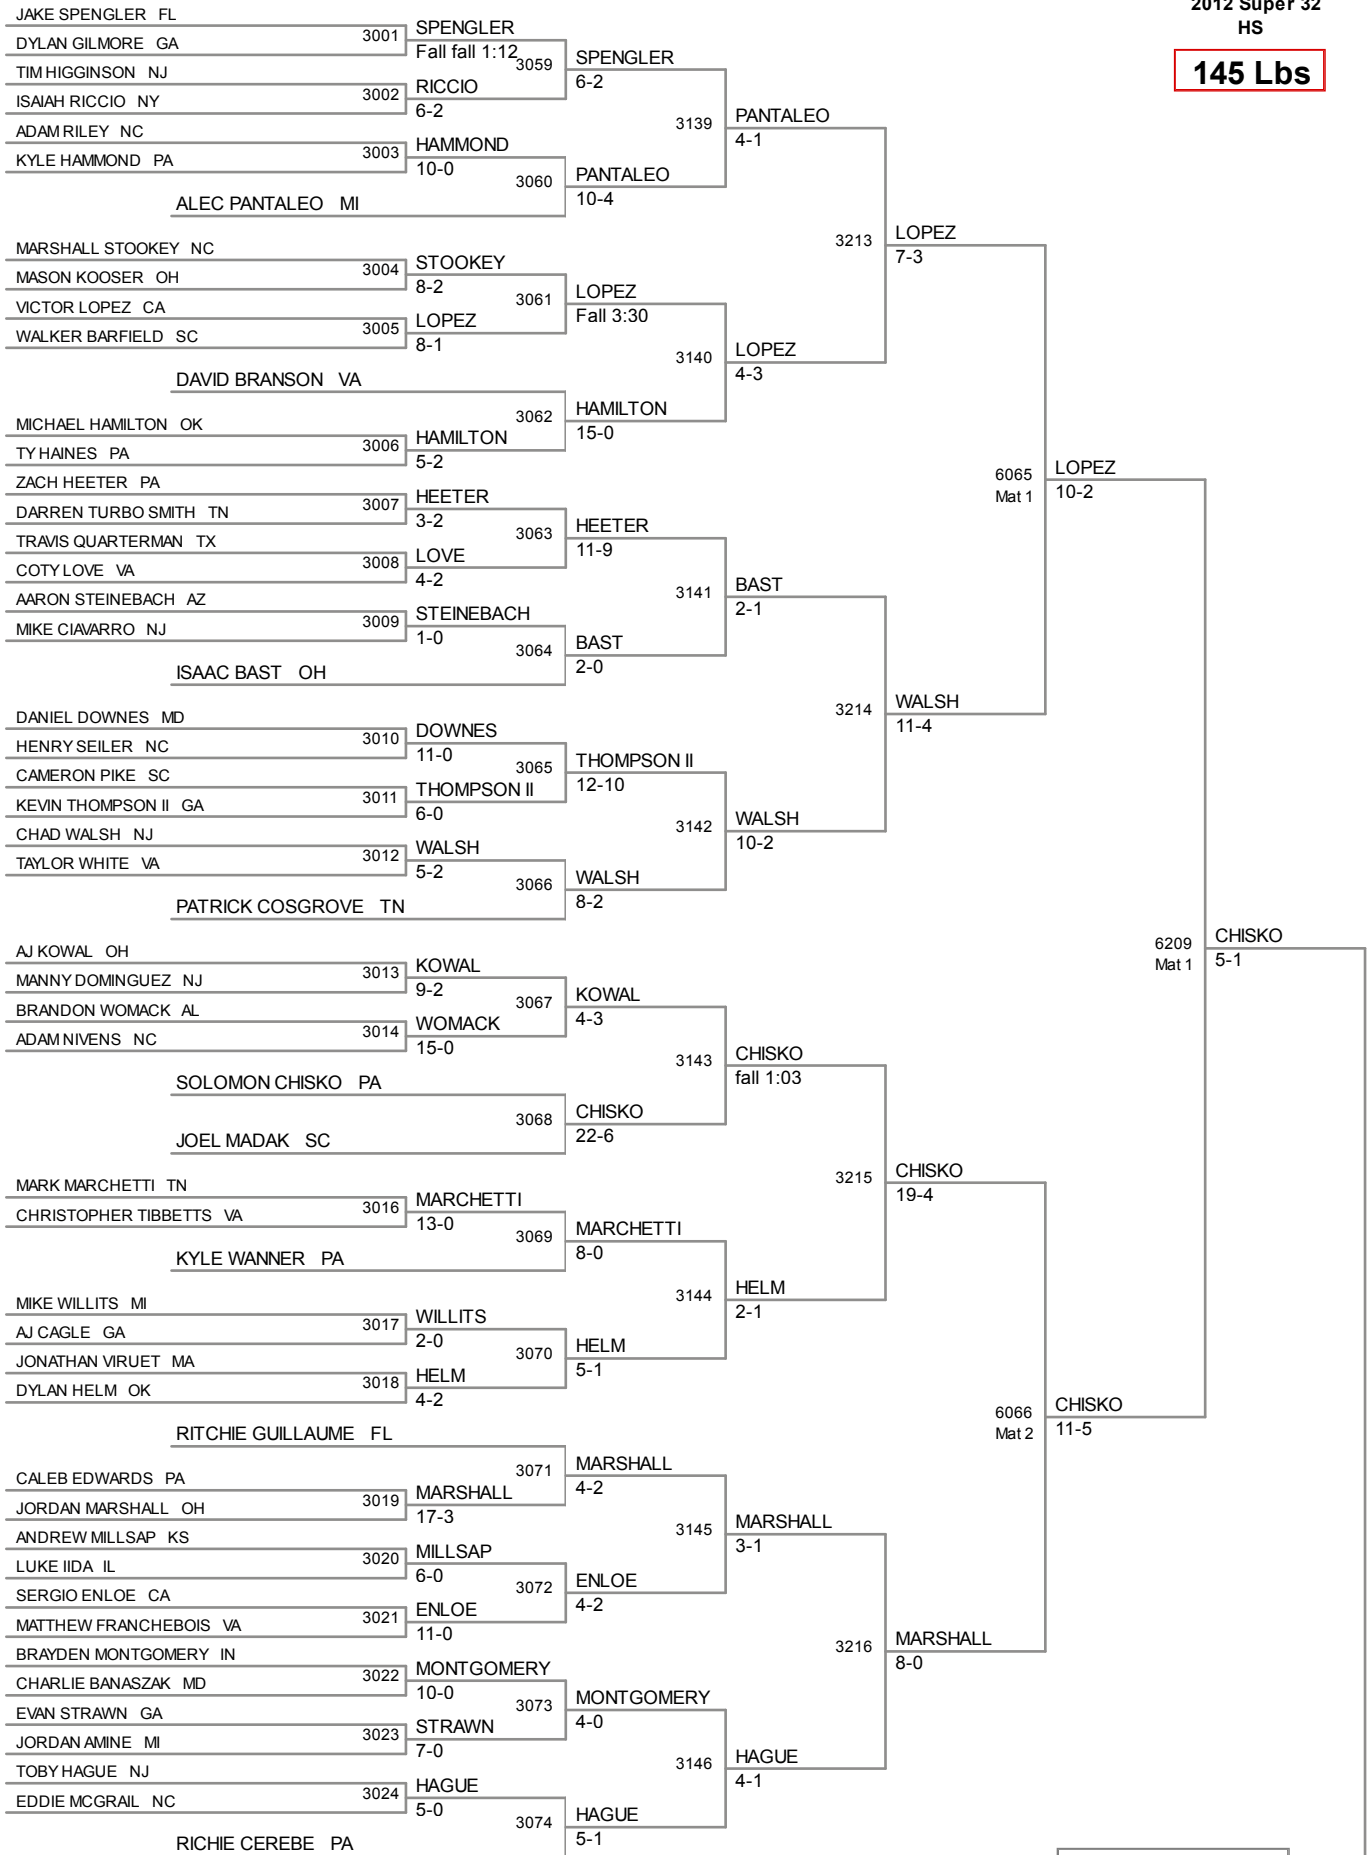 2012 Super 32
HS
145 Lbs
JAKE SPENGLER FL
DYLAN GILMORE GA
TIM HIGGINSON NJ
ISAIAH RICCIO NY
ADAM RILEY NC
KYLE HAMMOND PA
ALEC PANTALEO MI
MARSHALL STOOKEY NC
MASON KOOSER OH
VICTOR LOPEZ CA
WALKER BARFIELD SC
DAVID BRANSON VA
MICHAEL HAMILTON OK
TY HAINES PA
ZACH HEETER PA
DARREN TURBO SMITH TN
TRAVIS QUARTERMAN TX
COTY LOVE VA
AARON STEINEBACH AZ
MIKE CIAVARRO NJ
ISAAC BAST OH
DANIEL DOWNES MD
HENRY SEILER NC
CAMERON PIKE SC
KEVIN THOMPSON II GA
CHAD WALSH NJ
TAYLOR WHITE VA
PATRICK COSGROVE TN
AJ KOWAL OH
MANNY DOMINGUEZ NJ
BRANDON WOMACK AL
ADAM NIVENS NC
SOLOMON CHISKO PA
JOEL MADAK SC
MARK MARCHETTI TN
CHRISTOPHER TIBBETTS VA
KYLE WANNER PA
MIKE WILLITS MI
AJ CAGLE GA
JONATHAN VIRUET MA
DYLAN HELM OK
RITCHIE GUILLAUME FL
CALEB EDWARDS PA
JORDAN MARSHALL OH
ANDREW MILLSAP KS
LUKE IIDA IL
SERGIO ENLOE CA
MATTHEW FRANCHEBOIS VA
BRAYDEN MONTGOMERY IN
CHARLIE BANASZAK MD
EVAN STRAWN GA
JORDAN AMINE MI
TOBY HAGUE NJ
EDDIE MCGRAIL NC
RICHIE CEREBE PA
3001 SPENGLER
Fall fall 1:12
3002 RICCIO
6-2
3003 HAMMOND
10-0
3004 STOOKEY
8-2
3005 LOPEZ
8-1
3006 HAMILTON
5-2
3007 HEETER
3-2
3008 LOVE
4-2
3009 STEINEBACH
1-0
3010 DOWNES
11-0
3011 THOMPSON II
6-0
3012 WALSH
5-2
3013 KOWAL
9-2
3014 WOMACK
15-0
3016 MARCHETTI
13-0
3017 WILLITS
2-0
3018 HELM
4-2
3019 MARSHALL
17-3
3020 MILLSAP
6-0
3021 ENLOE
11-0
3022 MONTGOMERY
10-0
3023 STRAWN
7-0
3024 HAGUE
5-0
3059 SPENGLER
6-2
3060 PANTALEO
10-4
3061 LOPEZ
Fall 3:30
3062 HAMILTON
15-0
3063 HEETER
11-9
3064 BAST
2-0
3065 THOMPSON II
12-10
3066 WALSH
8-2
3067 KOWAL
4-3
3068 CHISKO
22-6
3069 MARCHETTI
8-0
3070 HELM
5-1
3071 MARSHALL
4-2
3072 ENLOE
4-2
3073 MONTGOMERY
4-0
3074 HAGUE
5-1
3139 PANTALEO
4-1
3140 LOPEZ
4-3
3141 BAST
2-1
3142 WALSH
10-2
3143 CHISKO
fall 1:03
3144 HELM
2-1
3145 MARSHALL
3-1
3146 HAGUE
4-1
3213 LOPEZ
7-3
3214 WALSH
11-4
3215 CHISKO
19-4
3216 MARSHALL
8-0
6065 LOPEZ
Mat 1 10-2
6066 CHISKO
Mat 2 11-5
6209 CHISKO
Mat 1 5-1